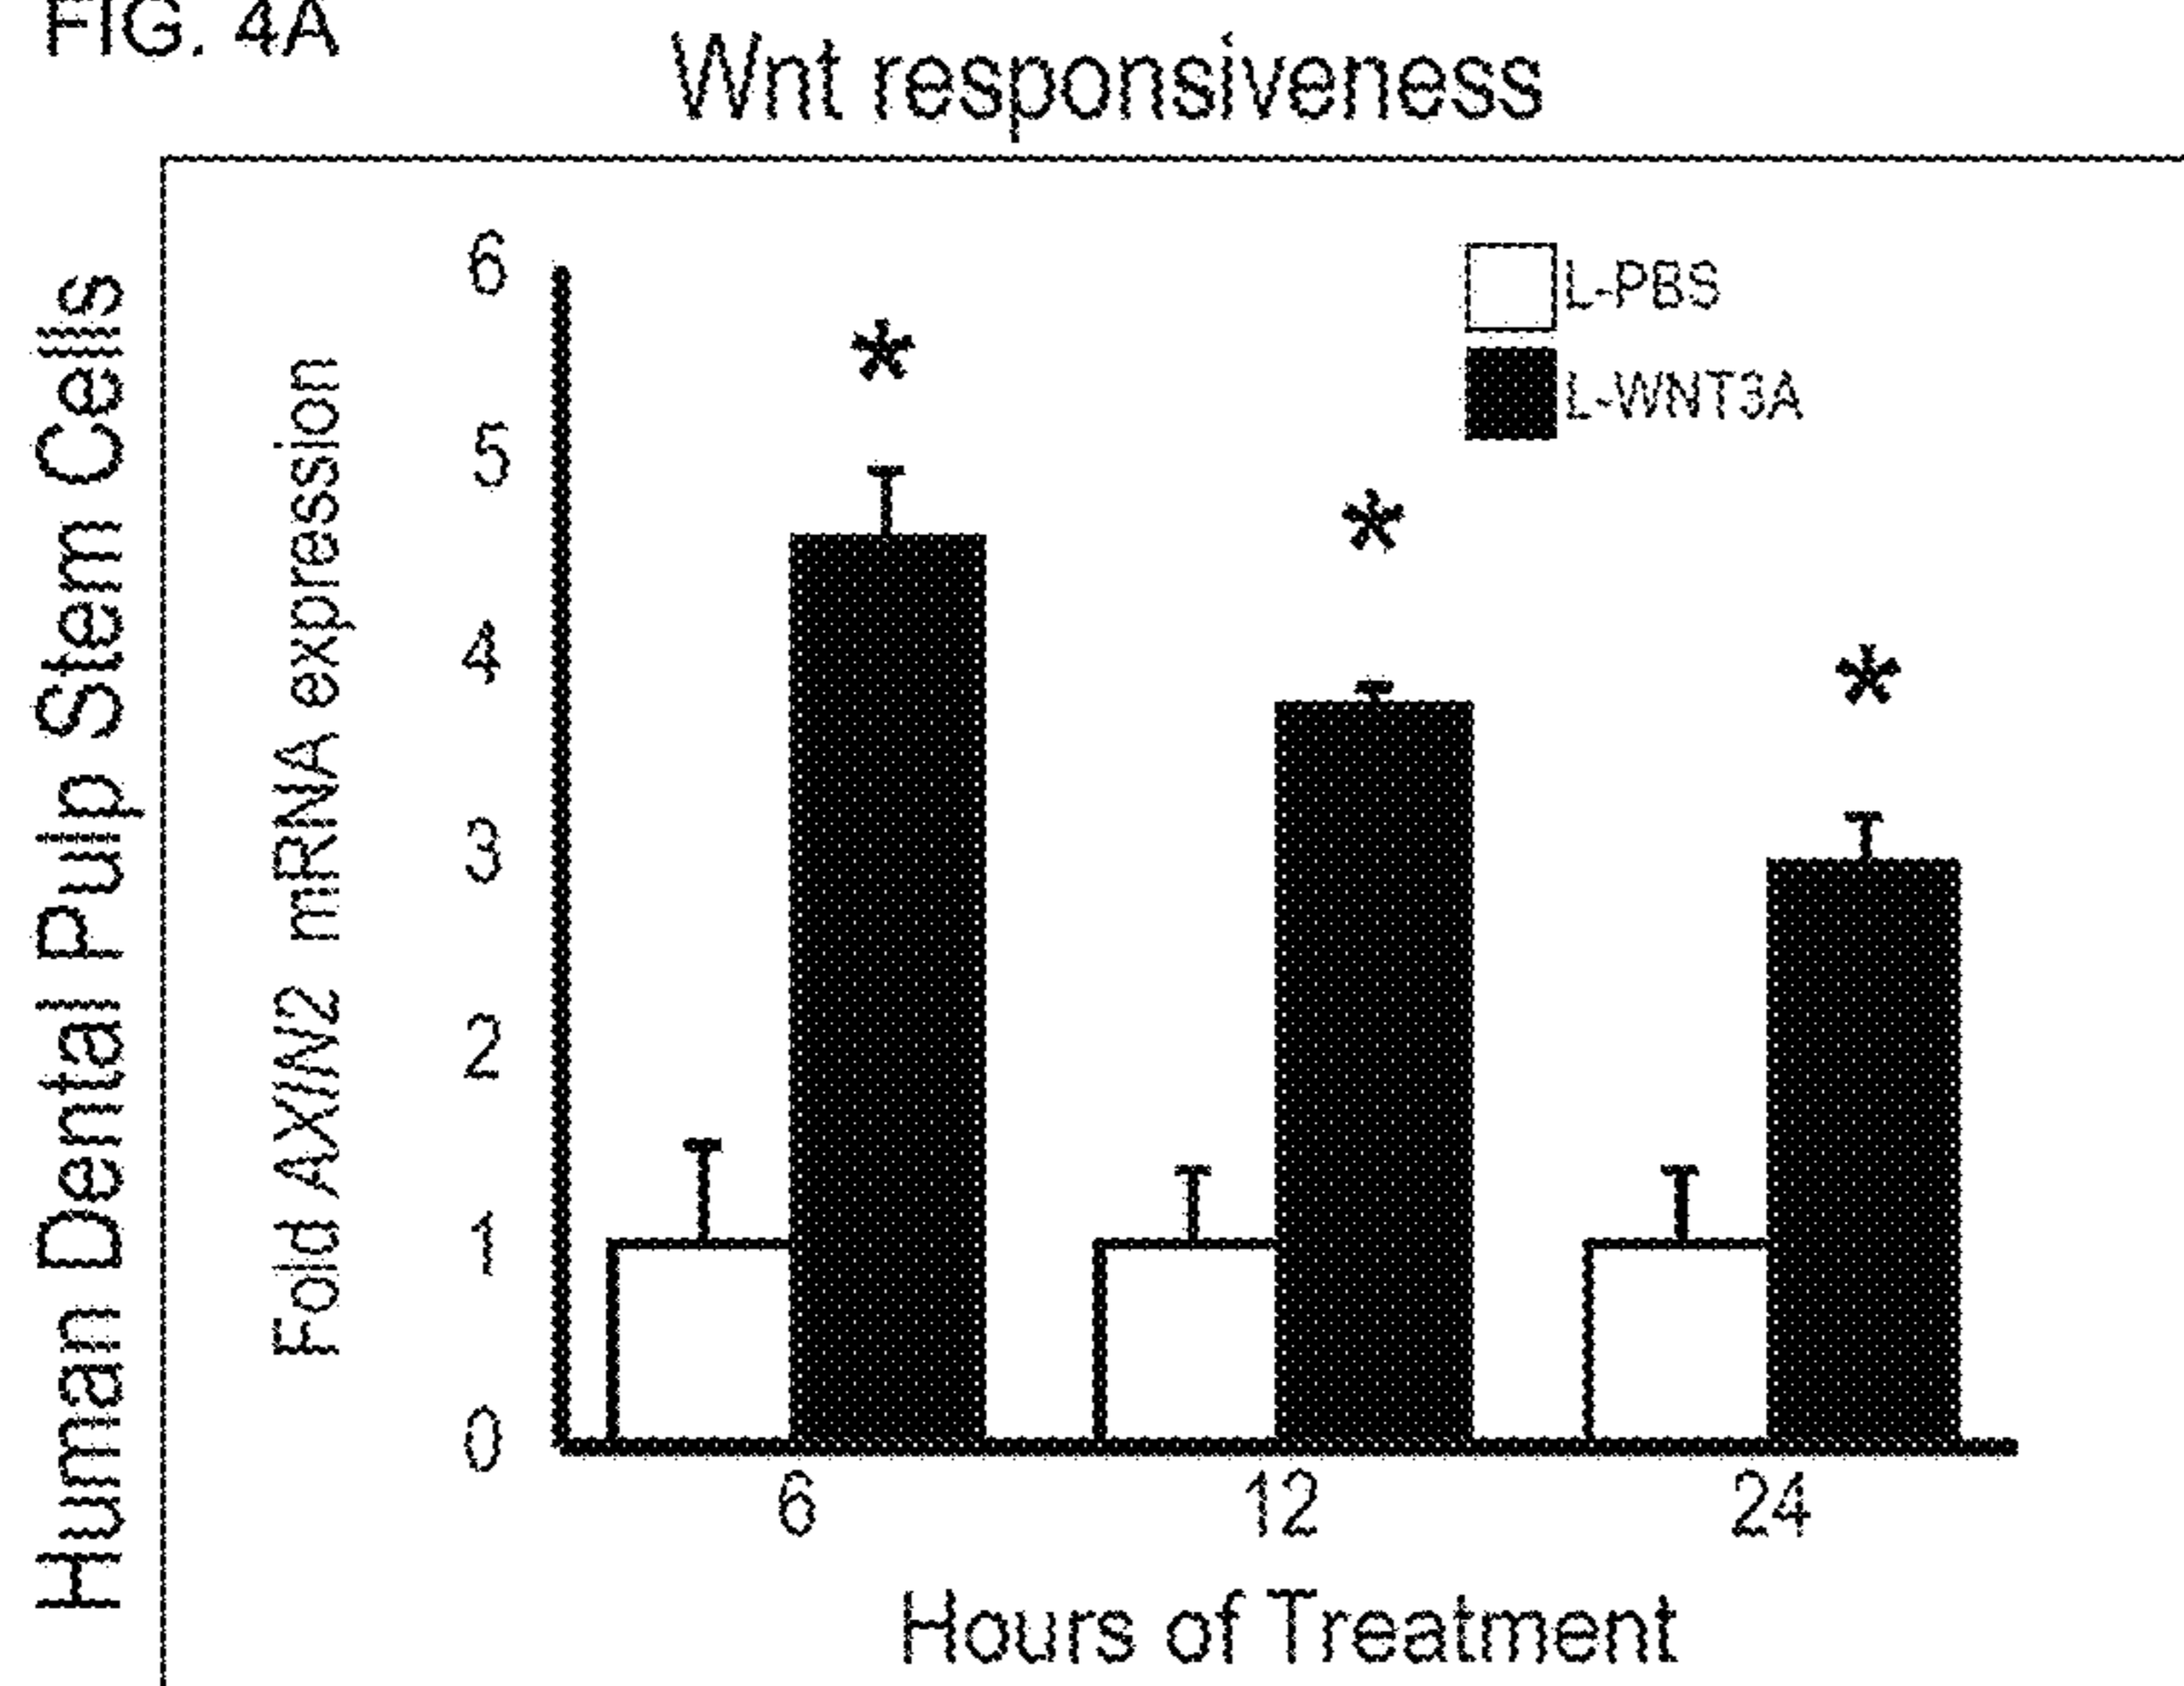 FIG. 4A
Wnt responsiveness
Human Dental Pulp Stem Cells
Fold AXIN2 mRNA expression
6
5
4
3
2
1
0
L-PBS
L-WNT3A
*
*
*
6 12 24
Hours of Treatment